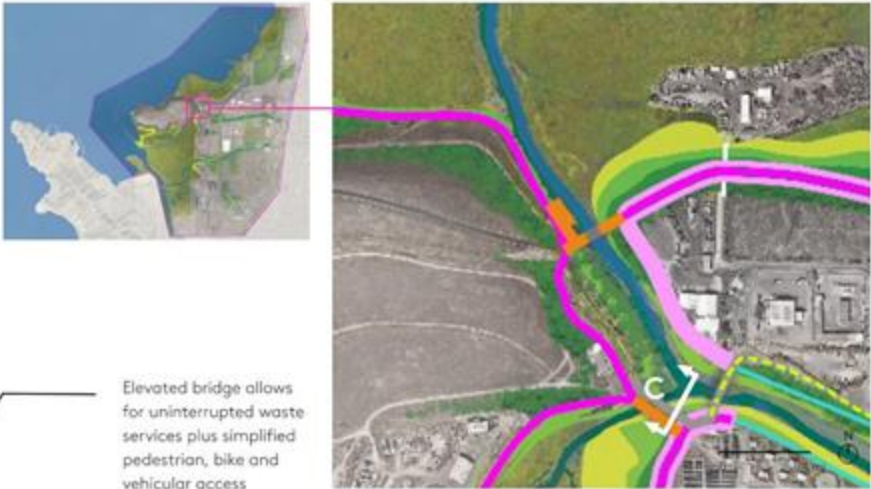 C
N
Elevated bridge allows
for uninterrupted waste
services plus simplified
pedestrian, bike and
vehicular access